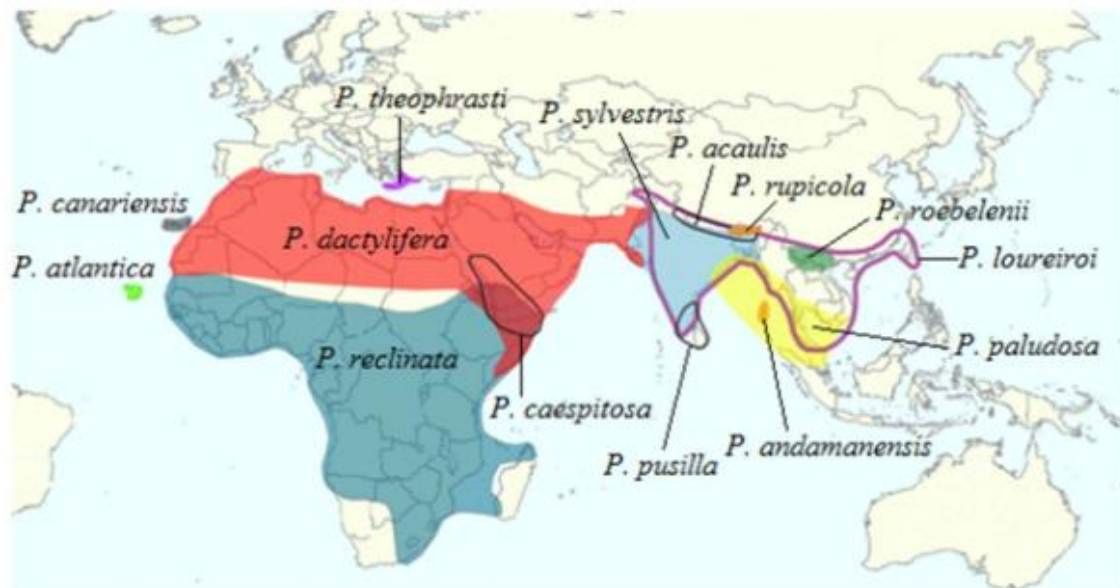 P. theophrasti
P. sylvestris
P. acaulis
P. rupicola
P. canariensis
P. roebelenii
P. dactylifera
P. atlantica
P. loureiroi
P. reclinata
P. paludosa
P. caespitosa
P. andamanensis
P. pusilla